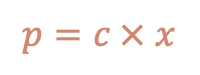 p = c × x